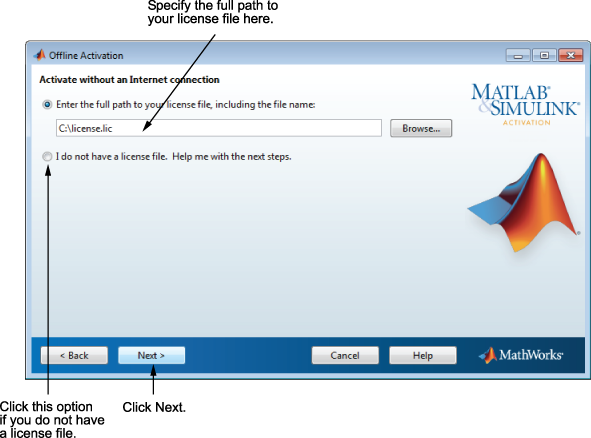 Specify the full path to
your license file here.
Offline Activation
Activate without an Internet connection
Enter the full path to your license file, including the file name:
C:\license.lic
Browse...
I do not have a license file. Help me with the next steps.
MATLAB®
&SIMULINK®
ACTIVATION
< Back
Next >
Cancel
Help
MathWorks®
Click this option
if you do not have
a license file.
Click Next.